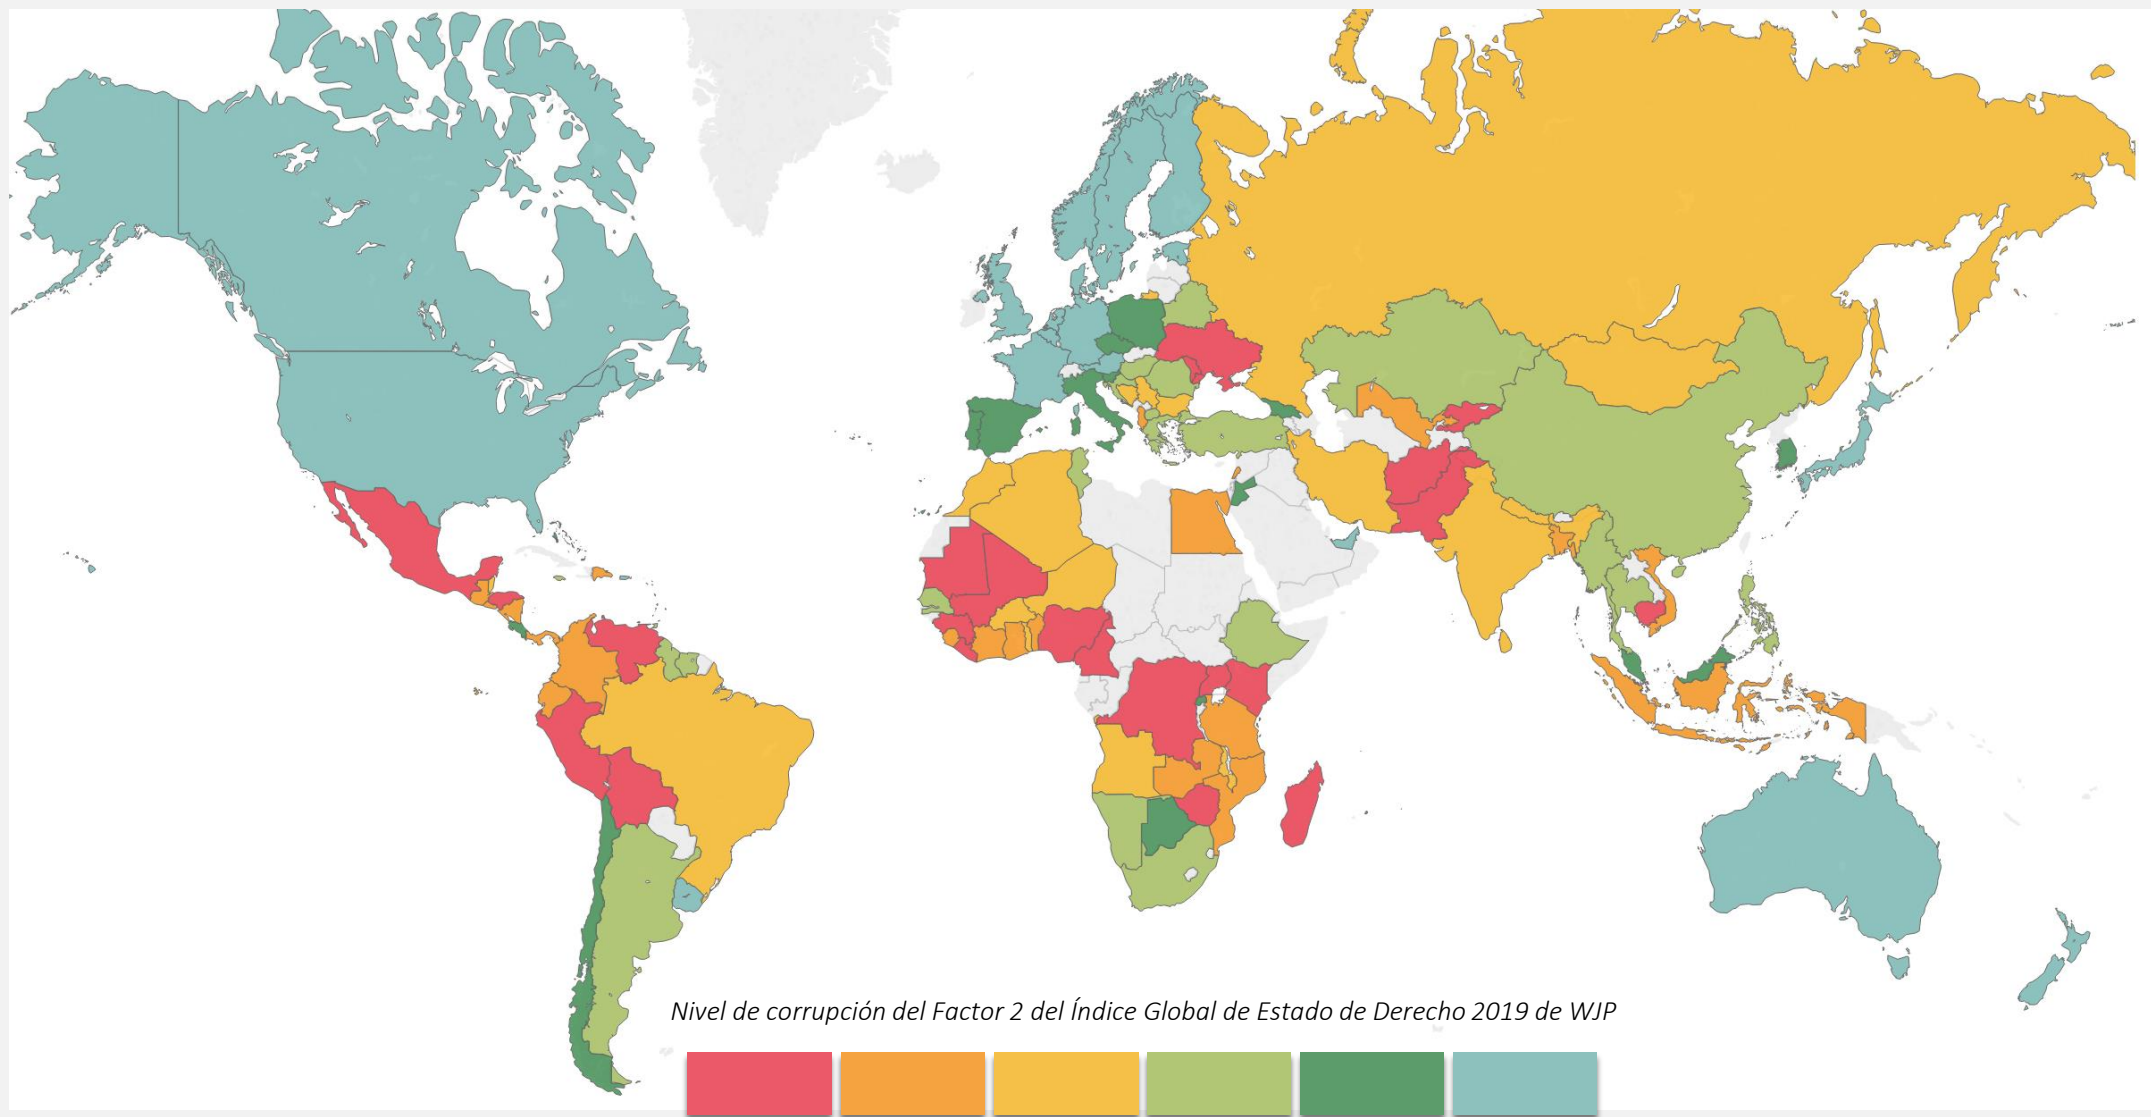 Nivel de corrupción del Factor 2 del Índice Global de Estado de Derecho 2019 de WJP